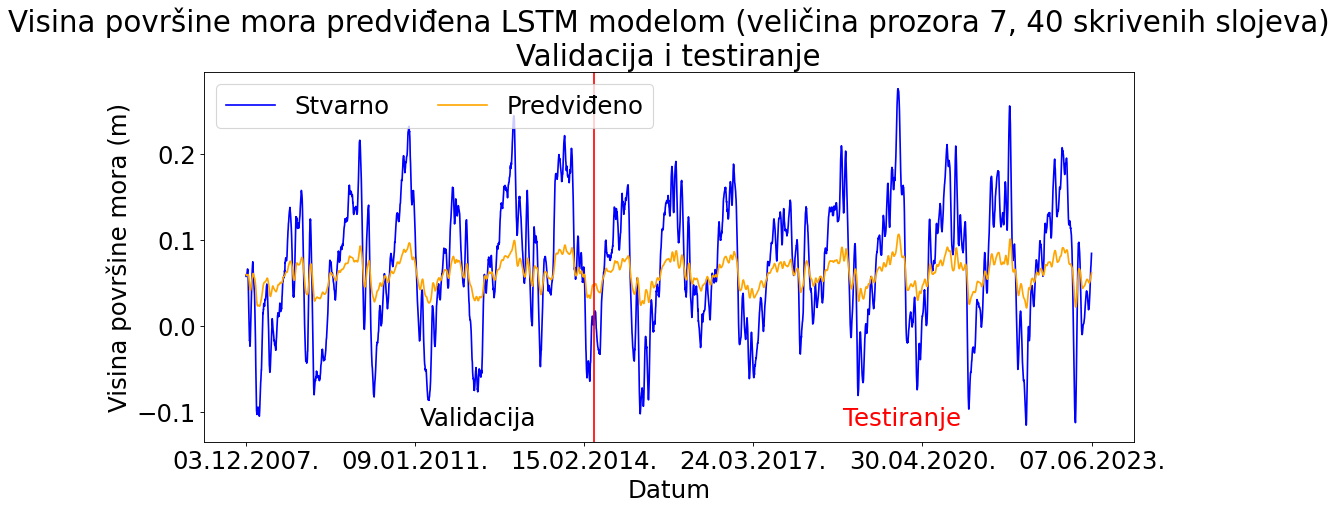 Visina površine mora predviđena LSTM modelom (veličina prozora 7, 40 skrivenih slojeva)
Validacija i testiranje
Stvarno Predviđeno
Visina površine mora (m)
0.2
0.1
0.0
−0.1
Validacija Testiranje
03.12.2007. 09.01.2011. 15.02.2014. 24.03.2017. 30.04.2020. 07.06.2023.
Datum